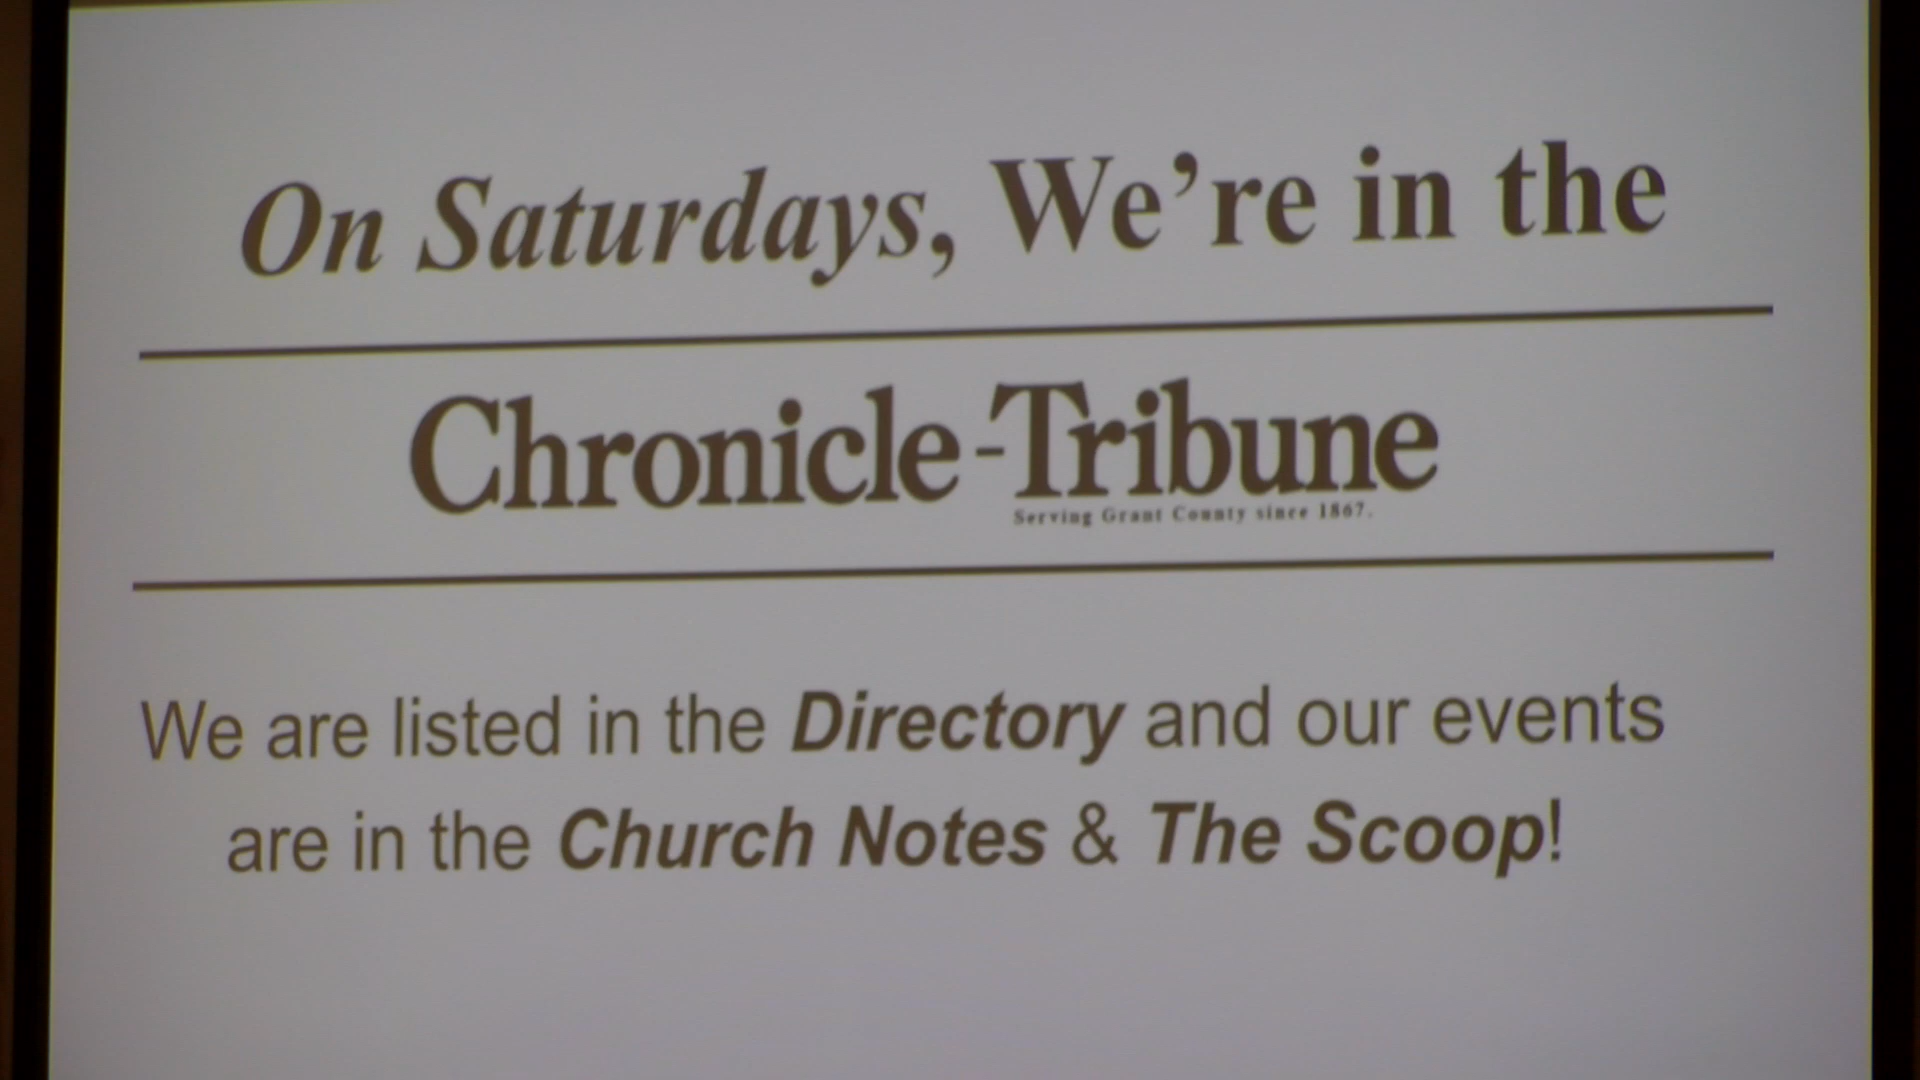 On Saturdays, We're in the
Chronicle-Tribune
Serving Grant County since 1867.
We are listed in the Directory and our events
are in the Church Notes & The Scoop!